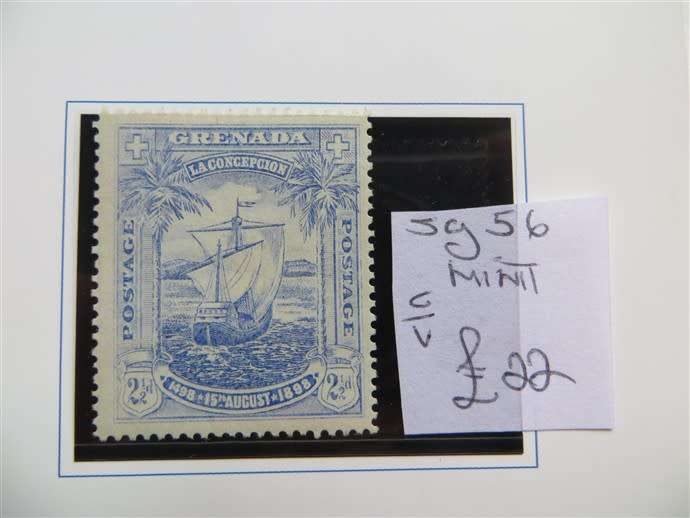 GRENADA
LA CONCEPCION
POSTAGE
POSTAGE
2½d
1498 ★ 15TH AUGUST ★ 1898
2½d
SG 56
MINT
£22